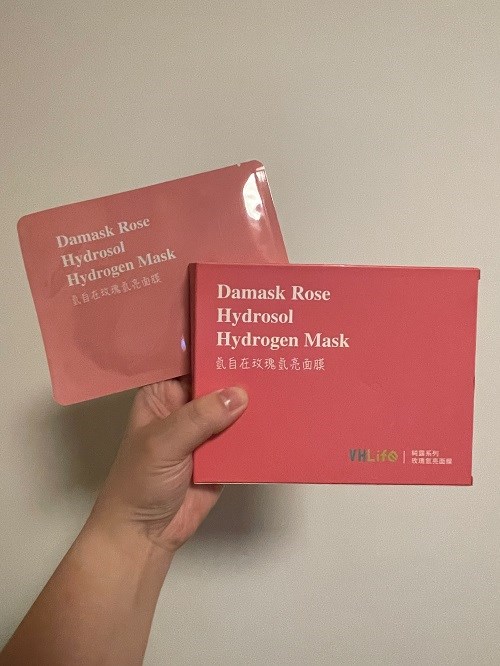 Damask Rose
Hydrosol
Hydrogen Mask
氫自在玫瑰氫亮面膜
Damask Rose
Hydrosol
Hydrogen Mask
氫自在玫瑰氫亮面膜
VHLife
純露系列
玫瑰氫亮面膜